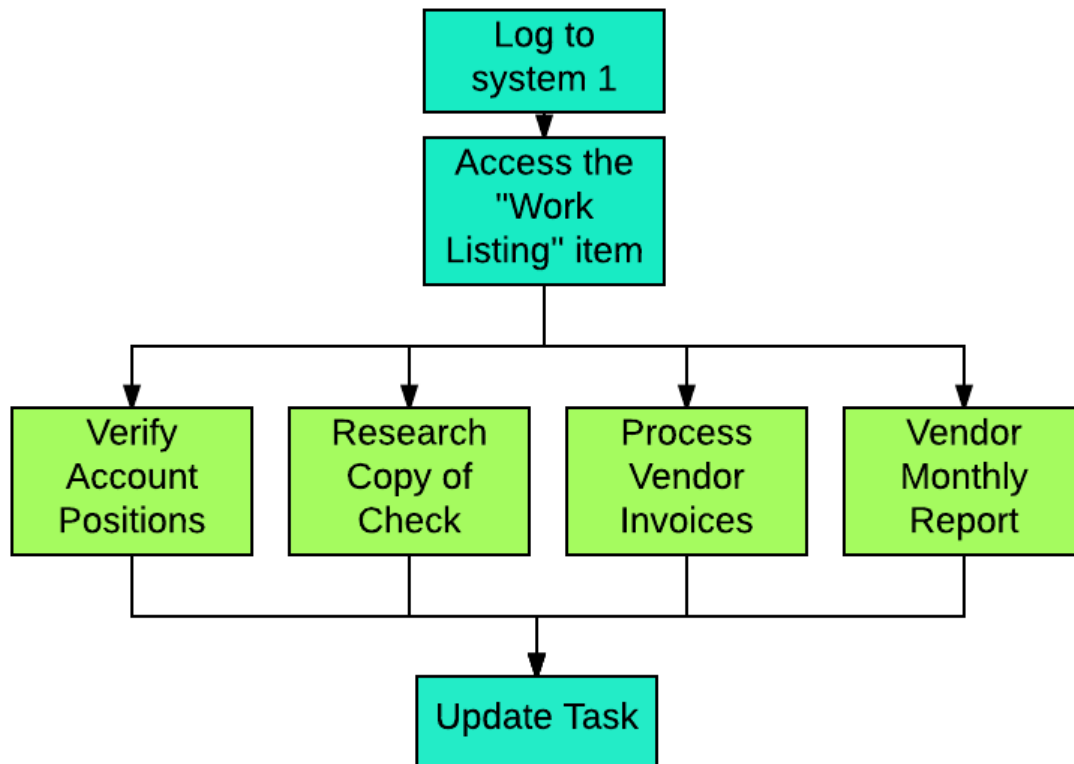 Log to
system 1
Access the
"Work
Listing" item
Verify
Account
Positions
Research
Copy of
Check
Process
Vendor
Invoices
Vendor
Monthly
Report
Update Task